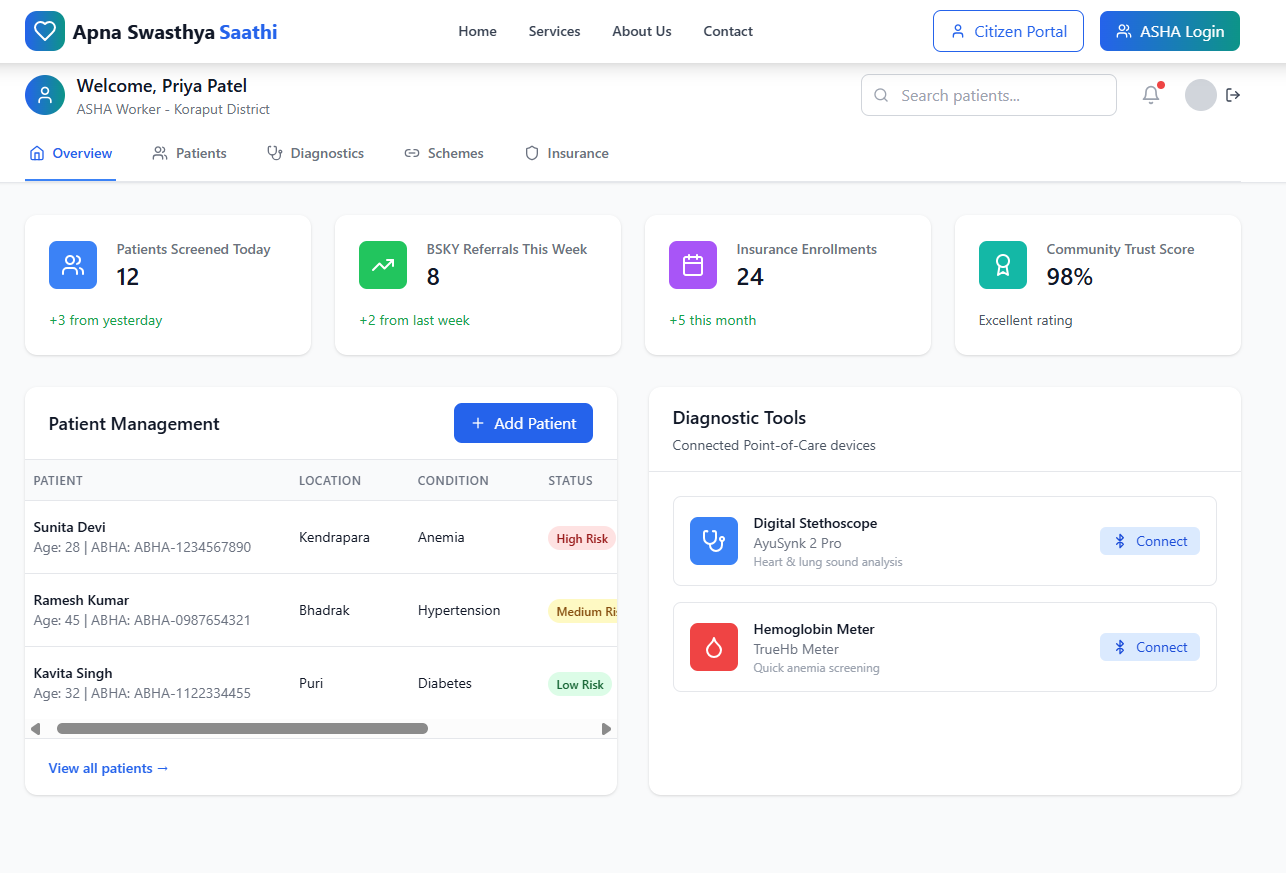 Apna Swasthya Saathi
Home Services About Us Contact
Citizen Portal
ASHA Login
Welcome, Priya Patel
ASHA Worker - Koraput District
Search patients...
Overview Patients Diagnostics Schemes Insurance
Patients Screened Today
12
+3 from yesterday
BSKY Referrals This Week
8
+2 from last week
Insurance Enrollments
24
+5 this month
Community Trust Score
98%
Excellent rating
Patient Management
+ Add Patient
PATIENT LOCATION CONDITION STATUS
Sunita Devi
Age: 28 | ABHA: ABHA-1234567890
Kendrapara
Anemia
High Risk
Ramesh Kumar
Age: 45 | ABHA: ABHA-0987654321
Bhadrak
Hypertension
Medium Ris
Kavita Singh
Age: 32 | ABHA: ABHA-1122334455
Puri
Diabetes
Low Risk
View all patients →
Diagnostic Tools
Connected Point-of-Care devices
Digital Stethoscope
AyuSynk 2 Pro
Heart & lung sound analysis
Connect
Hemoglobin Meter
TrueHb Meter
Quick anemia screening
Connect